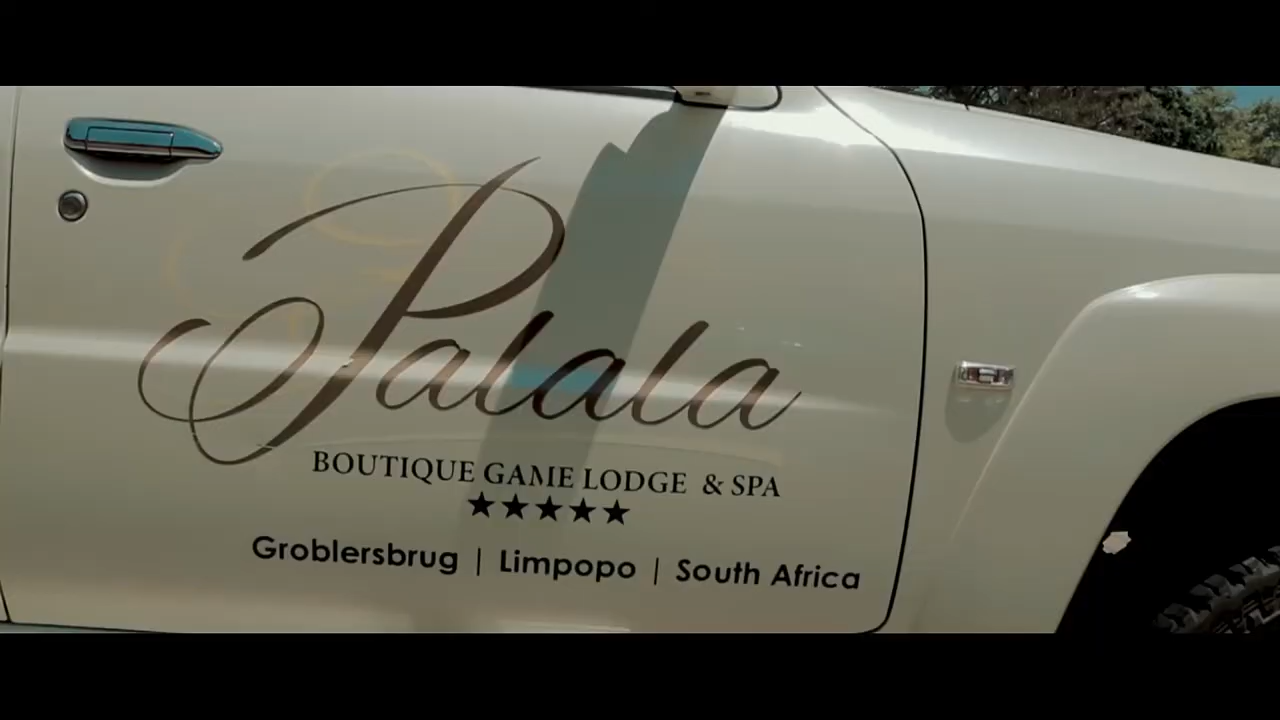 Palala
BOUTIQUE GAME LODGE & SPA
★★★★★
Groblersbrug | Limpopo | South Africa